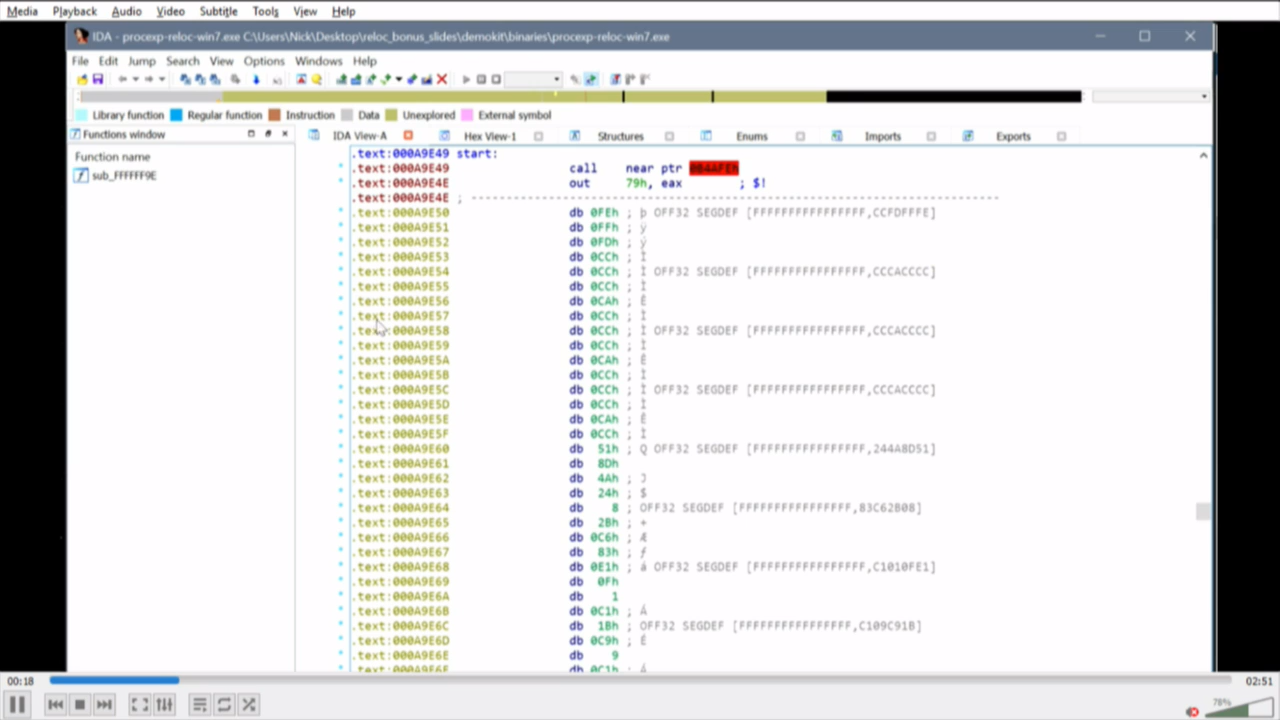 Media Playback Audio Video Subtitle Tools View Help
IDA - procexp-reloc-win7.exe C:\Users\Nick\Desktop\reloc_bonus_slides\demokit\binaries\procexp-reloc-win7.exe
File Edit Jump Search View Options Windows Help
Library function Regular function Instruction Data Unexplored External symbol
Functions window IDA View-A Hex View-1 Structures Enums Imports Exports
Function name
sub_FFFFFF9E
.text:000A9E49 start:
.text:000A9E49 call near ptr
.text:000A9E4E out 79h, eax ; $!
.text:000A9E4E ; ---------------------------------------------------------------------------
.text:000A9E50 db 0FEh ; þ OFF32 SEGDEF [FFFFFFFFFFFFFFFF,CCFDFFFE]
.text:000A9E51 db 0FFh ; ÿ
.text:000A9E52 db 0FDh ; ý
.text:000A9E53 db 0CCh ; Ì
.text:000A9E54 db 0CCh ; Ì OFF32 SEGDEF [FFFFFFFFFFFFFFFF,CCCACCCC]
.text:000A9E55 db 0CCh ; Ì
.text:000A9E56 db 0CAh ; Ê
.text:000A9E57 db 0CCh ; Ì
.text:000A9E58 db 0CCh ; Ì OFF32 SEGDEF [FFFFFFFFFFFFFFFF,CCCACCCC]
.text:000A9E59 db 0CCh ; Ì
.text:000A9E5A db 0CAh ; Ê
.text:000A9E5B db 0CCh ; Ì
.text:000A9E5C db 0CCh ; Ì OFF32 SEGDEF [FFFFFFFFFFFFFFFF,CCCACCCC]
.text:000A9E5D db 0CCh ; Ì
.text:000A9E5E db 0CAh ; Ê
.text:000A9E5F db 0CCh ; Ì
.text:000A9E60 db 51h ; Q OFF32 SEGDEF [FFFFFFFFFFFFFFFF,244A8D51]
.text:000A9E61 db 8Dh
.text:000A9E62 db 4Ah ; J
.text:000A9E63 db 24h ; $
.text:000A9E64 db 8 ; OFF32 SEGDEF [FFFFFFFFFFFFFFFF,83C62B08]
.text:000A9E65 db 2Bh ; +
.text:000A9E66 db 0C6h ; Æ
.text:000A9E67 db 83h ; ƒ
.text:000A9E68 db 0E1h ; á OFF32 SEGDEF [FFFFFFFFFFFFFFFF,C1010FE1]
.text:000A9E69 db 0Fh
.text:000A9E6A db 1
.text:000A9E6B db 0C1h ; Á
.text:000A9E6C db 1Bh ; OFF32 SEGDEF [FFFFFFFFFFFFFFFF,C109C91B]
.text:000A9E6D db 0C9h ; É
.text:000A9E6E db 9
.text:000A9E6F db 0C1h ; Á
00:18 02:51
78%